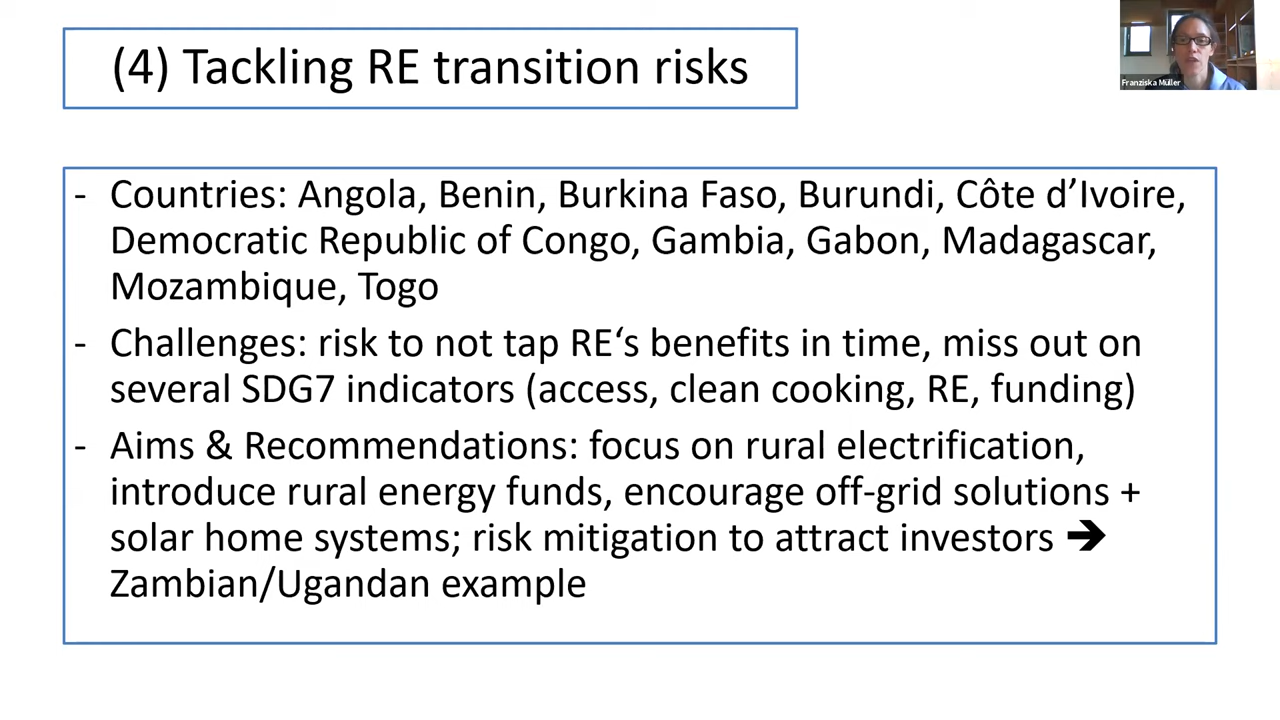 (4) Tackling RE transition risks
Franziska Müller
- Countries: Angola, Benin, Burkina Faso, Burundi, Côte d’Ivoire,
Democratic Republic of Congo, Gambia, Gabon, Madagascar,
Mozambique, Togo
- Challenges: risk to not tap RE‘s benefits in time, miss out on
several SDG7 indicators (access, clean cooking, RE, funding)
- Aims & Recommendations: focus on rural electrification,
introduce rural energy funds, encourage off-grid solutions +
solar home systems; risk mitigation to attract investors ➔
Zambian/Ugandan example